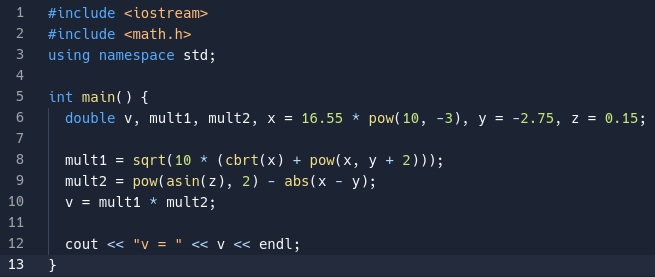 1 #include <iostream>
2 #include <math.h>
3 using namespace std;
4
5 int main() {
6   double v, mult1, mult2, x = 16.55 * pow(10, -3), y = -2.75, z = 0.15;
7
8   mult1 = sqrt(10 * (cbrt(x) + pow(x, y + 2)));
9   mult2 = pow(asin(z), 2) - abs(x - y);
10   v = mult1 * mult2;
11
12   cout << "v = " << v << endl;
13 }